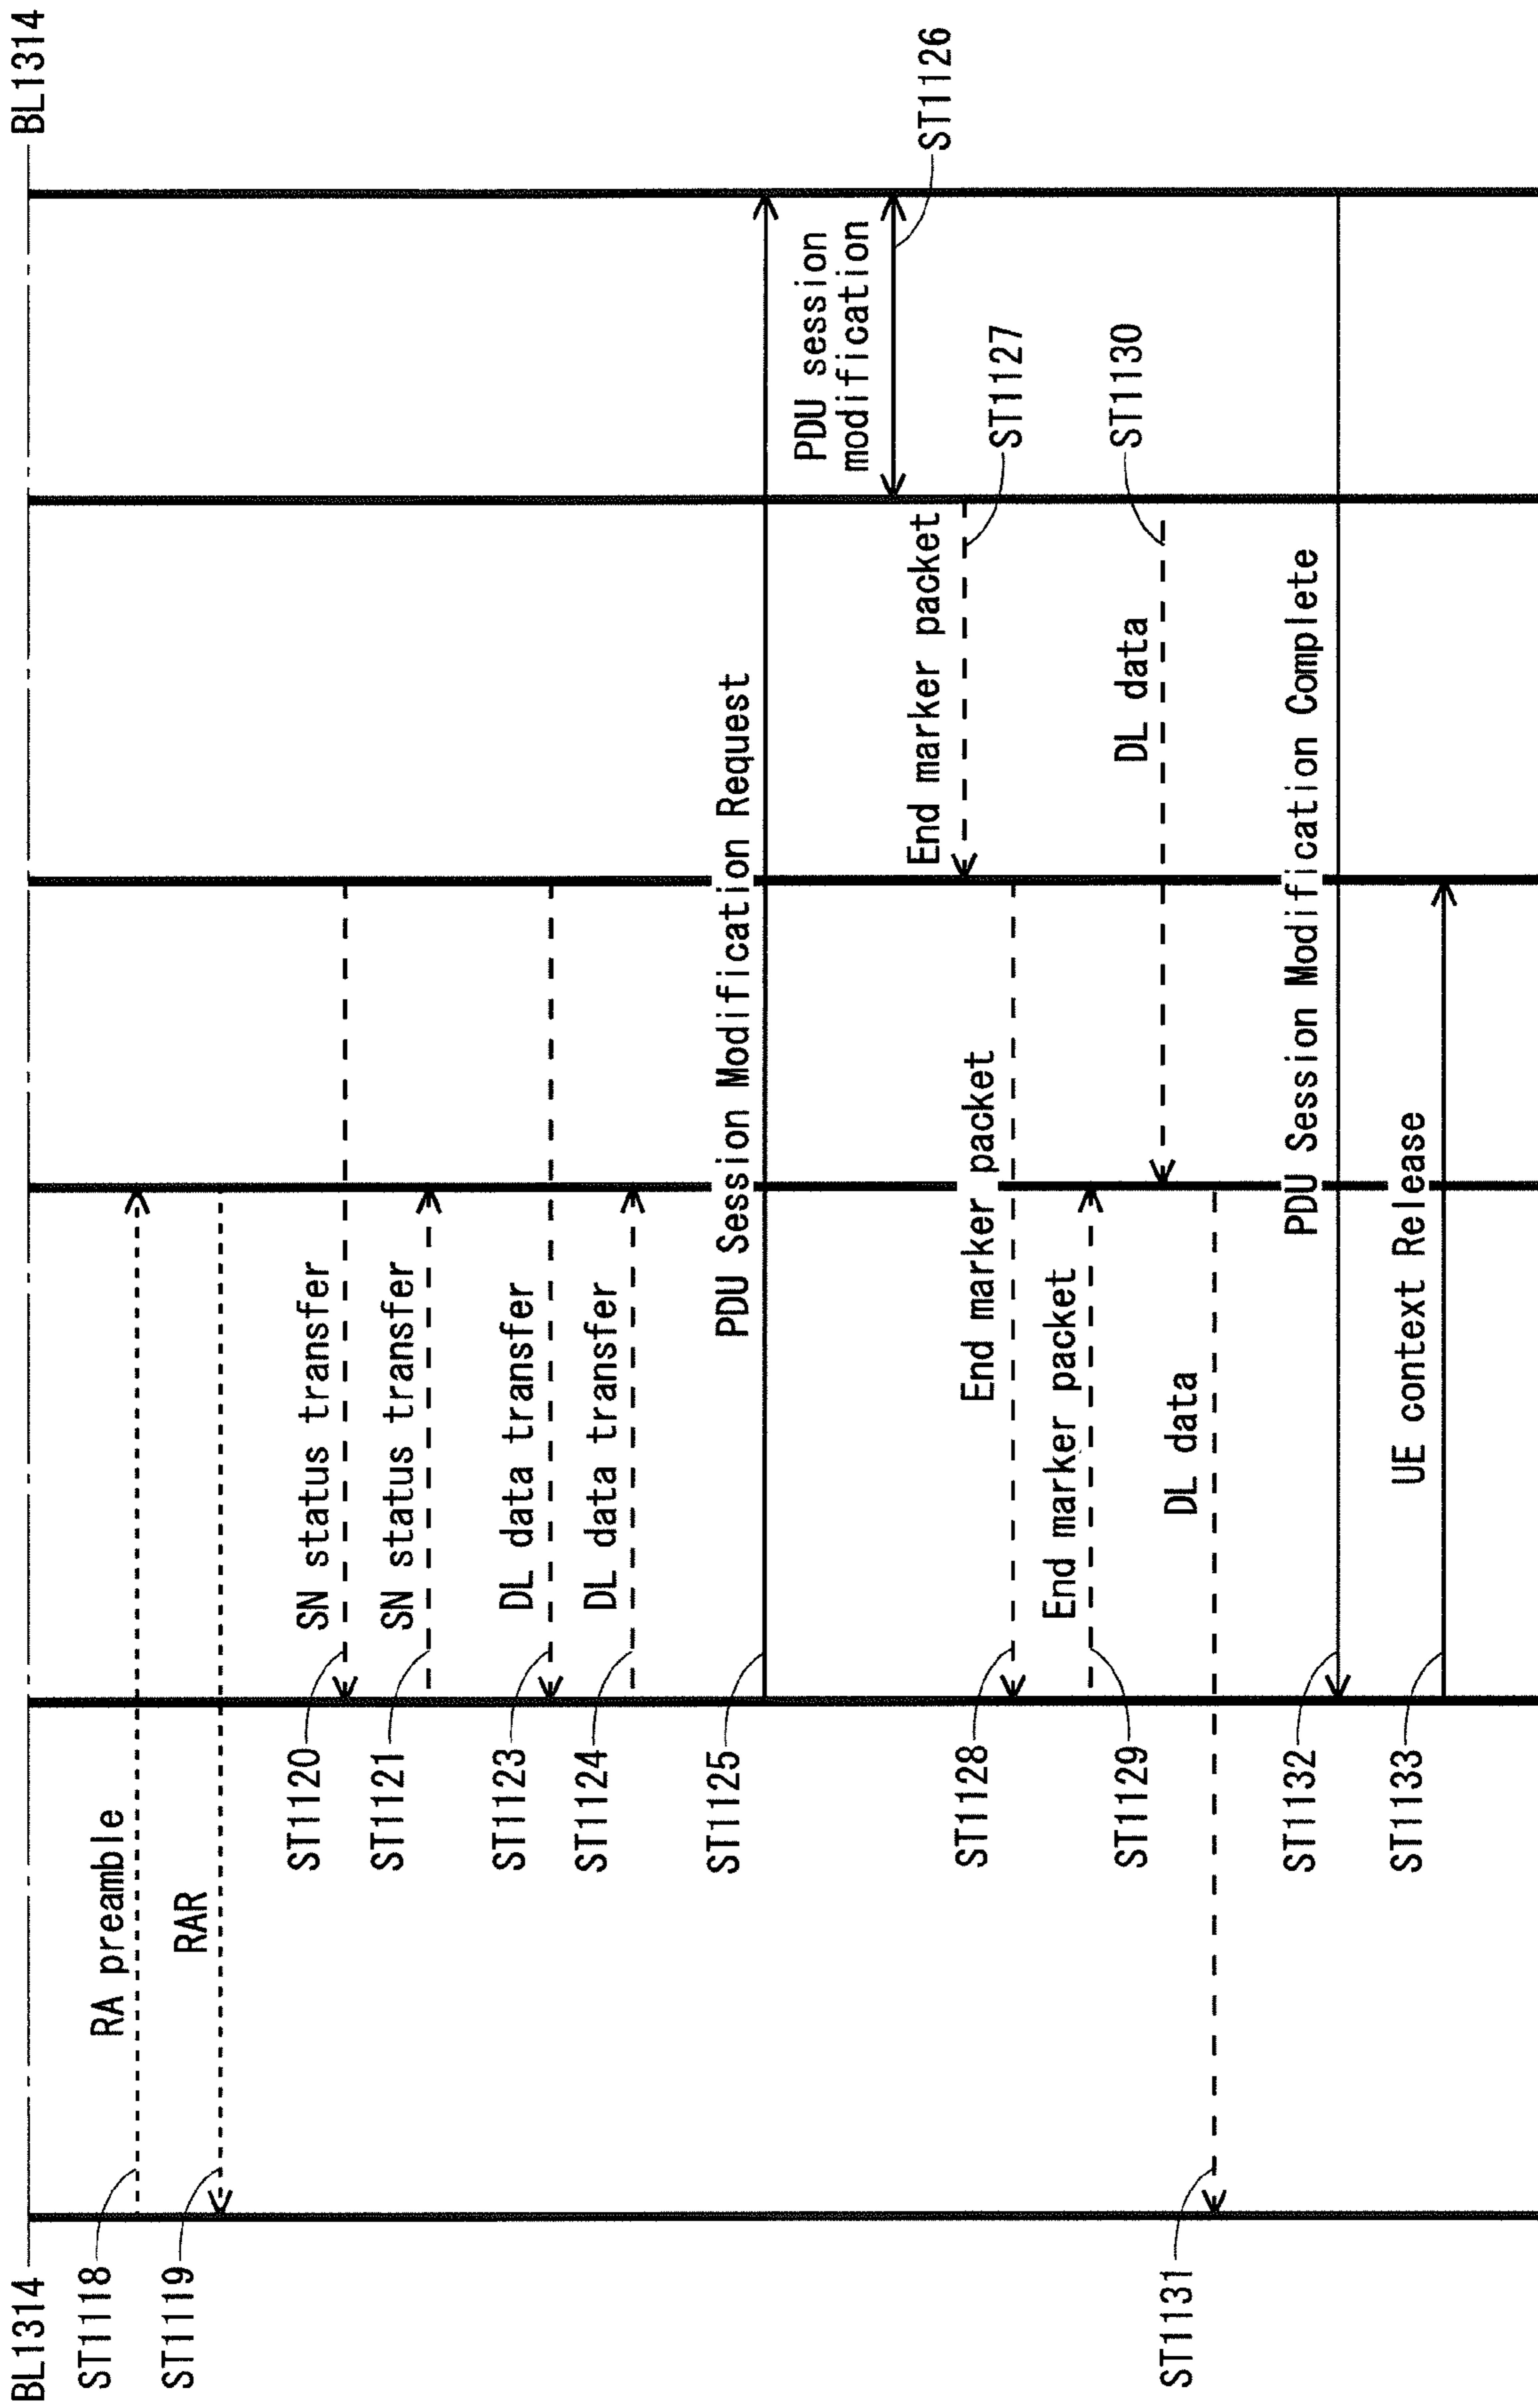 BL1314
BL1314
ST1118
RA preamble
ST1119
RAR
SN status transfer
ST1120
SN status transfer
ST1121
DL data transfer
ST1123
DL data transfer
ST1124
PDU Session Modification Request
ST1125
PDU session
modification
ST1126
End marker packet
ST1127
End marker packet
ST1128
End marker packet
ST1129
DL data
ST1130
DL data
ST1131
PDU Session Modification Complete
ST1132
UE context Release
ST1133